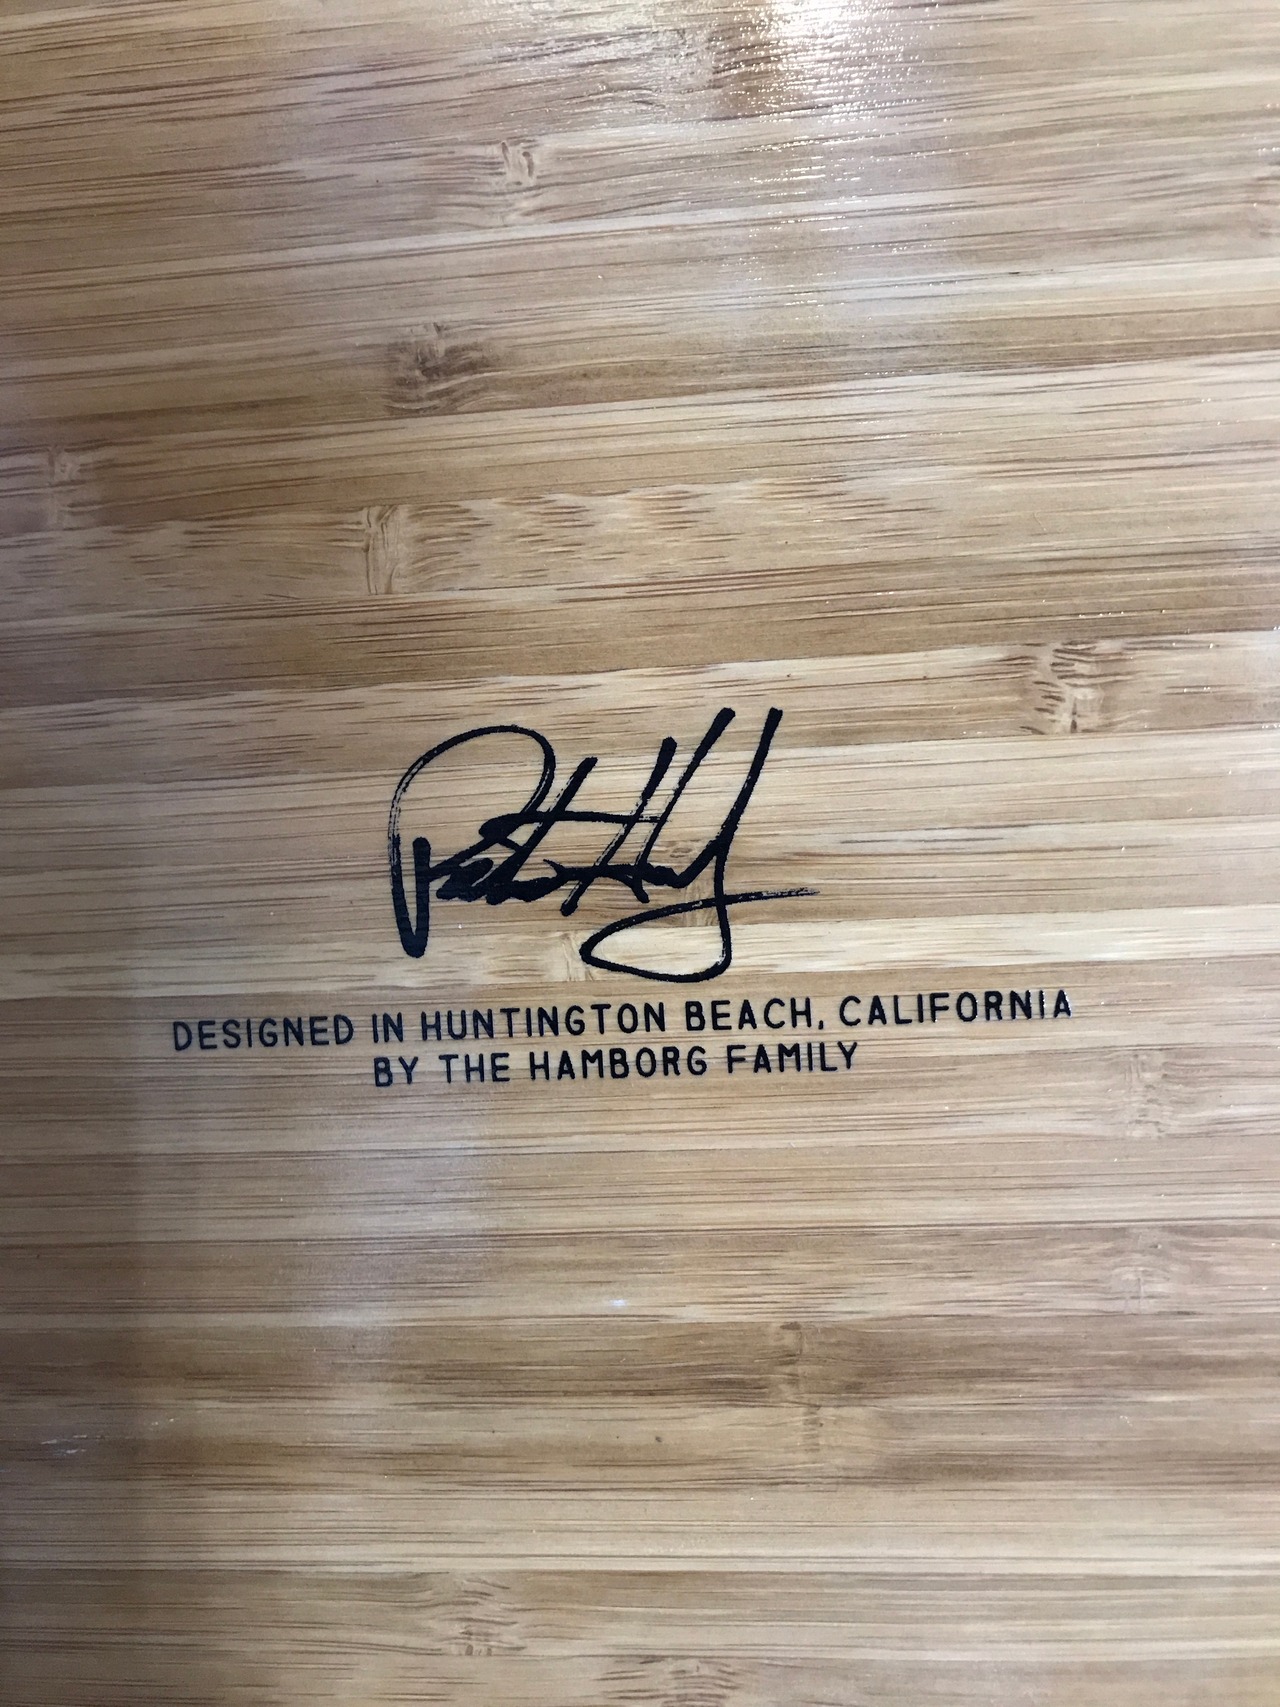 DESIGNED IN HUNTINGTON BEACH, CALIFORNIA
BY THE HAMBORG FAMILY